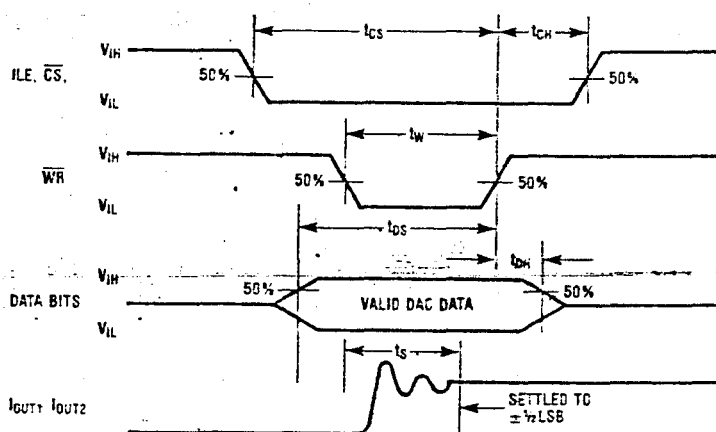 tCS
tCH
VIH
ILE, CS,
50%
50%
VIL
tW
VIH
WR
50%
50%
VIL
tDS
tDH
VIH
50%
50%
DATA BITS
VALID DAC DATA
VIL
tS
IOUT1 IOUT2
SETTLED TO
±½LSB